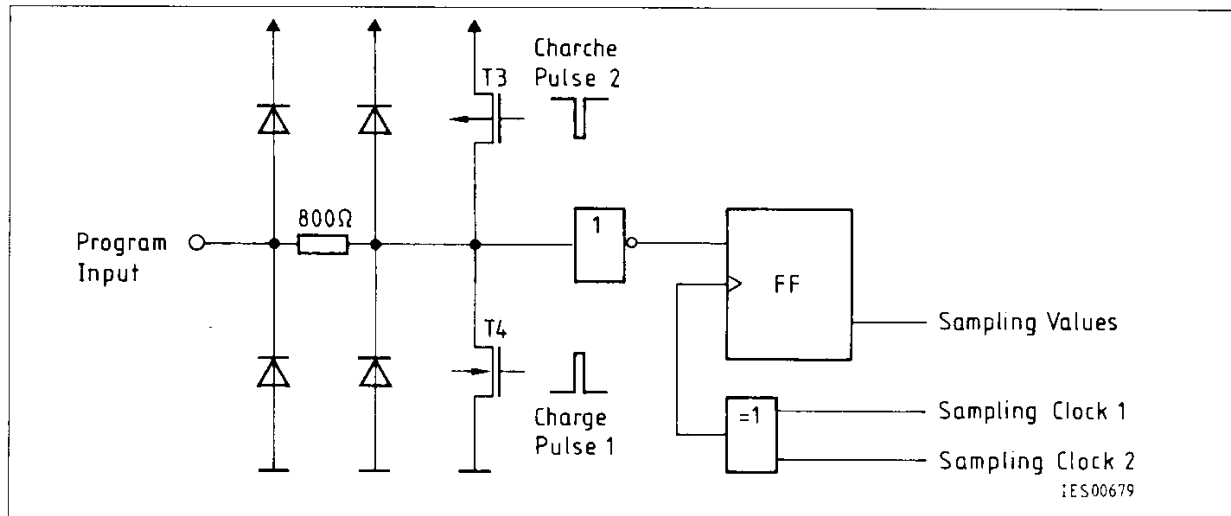 Charche
Pulse 2
T3
800Ω
Program
Input
1
FF
T4
Sampling Values
Charge
Pulse 1
=1
Sampling Clock 1
Sampling Clock 2
IES00679